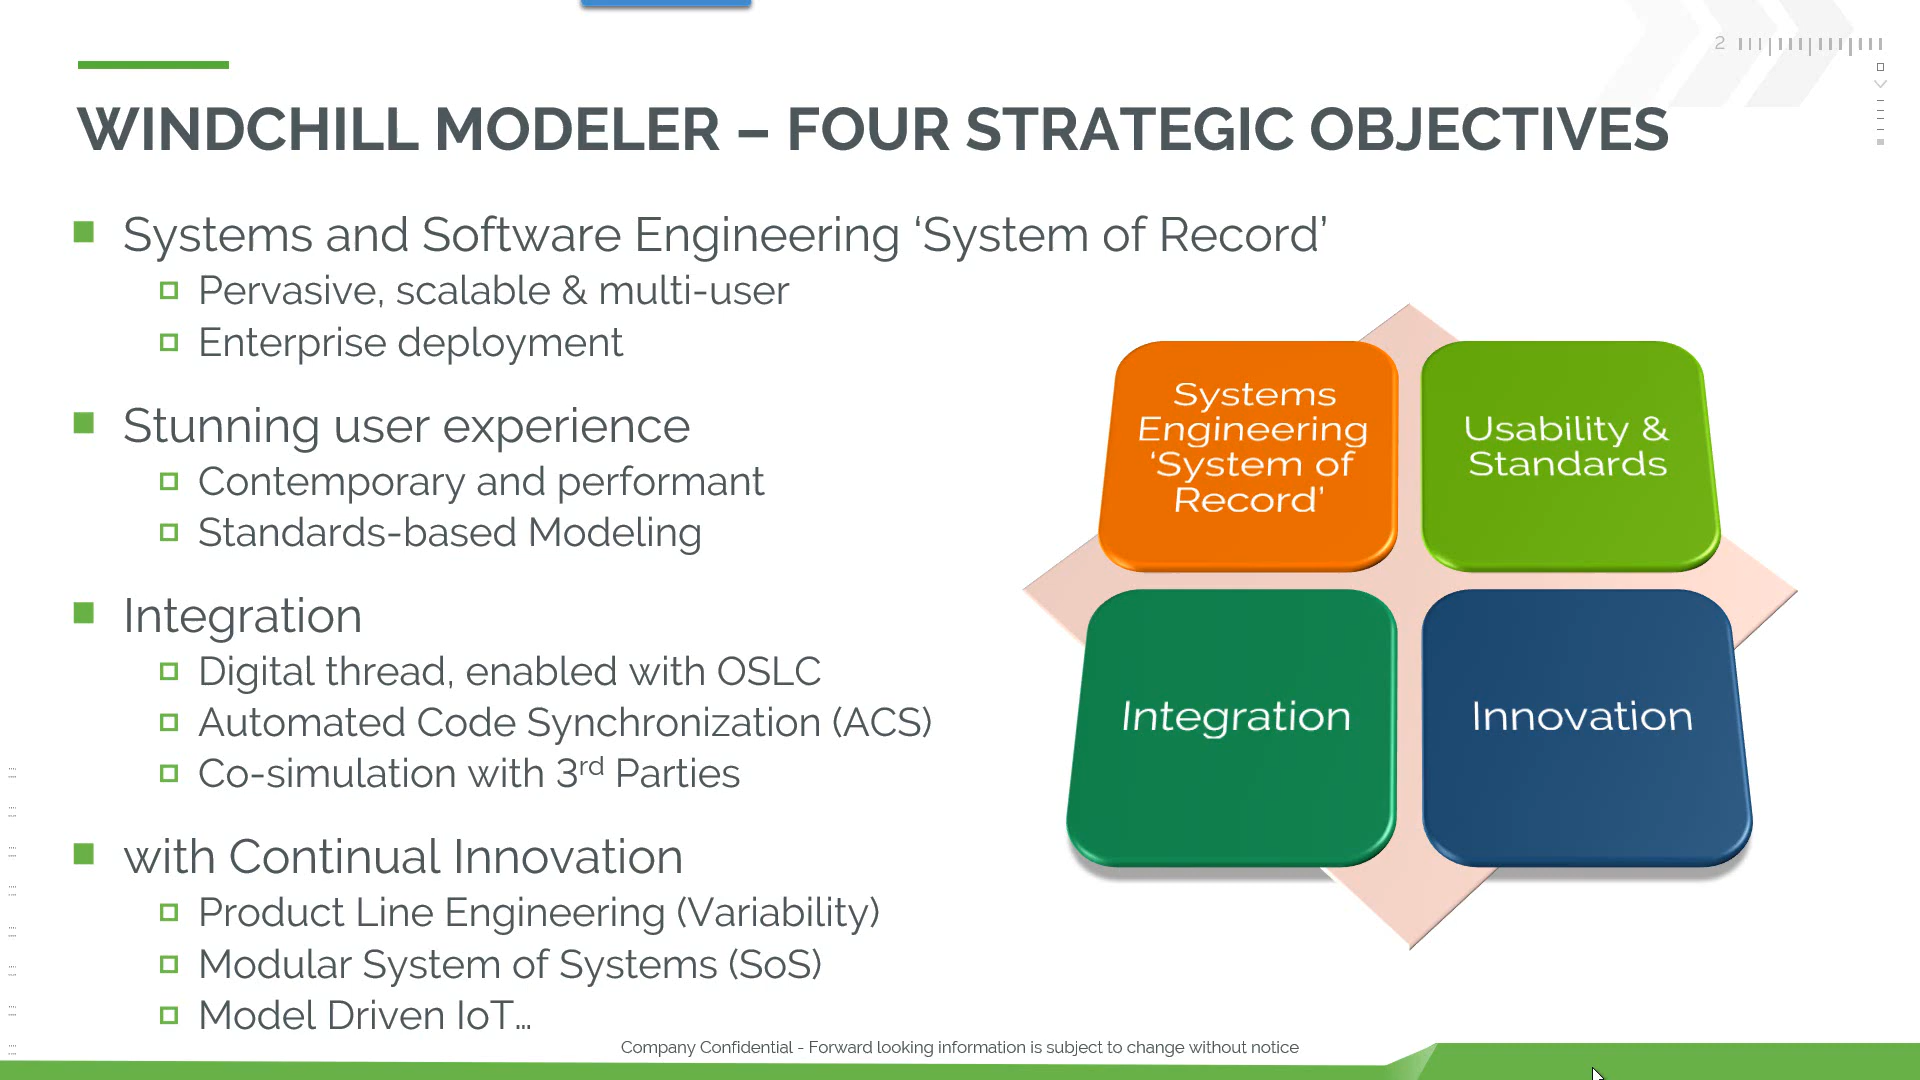 2
WINDCHILL MODELER – FOUR STRATEGIC OBJECTIVES
Systems and Software Engineering ‘System of Record’
Pervasive, scalable & multi-user
Enterprise deployment
Stunning user experience
Contemporary and performant
Standards-based Modeling
Integration
Digital thread, enabled with OSLC
Automated Code Synchronization (ACS)
Co-simulation with 3rd Parties
with Continual Innovation
Product Line Engineering (Variability)
Modular System of Systems (SoS)
Model Driven IoT...
Systems
Engineering
‘System of
Record’
Usability &
Standards
Integration
Innovation
Company Confidential - Forward looking information is subject to change without notice